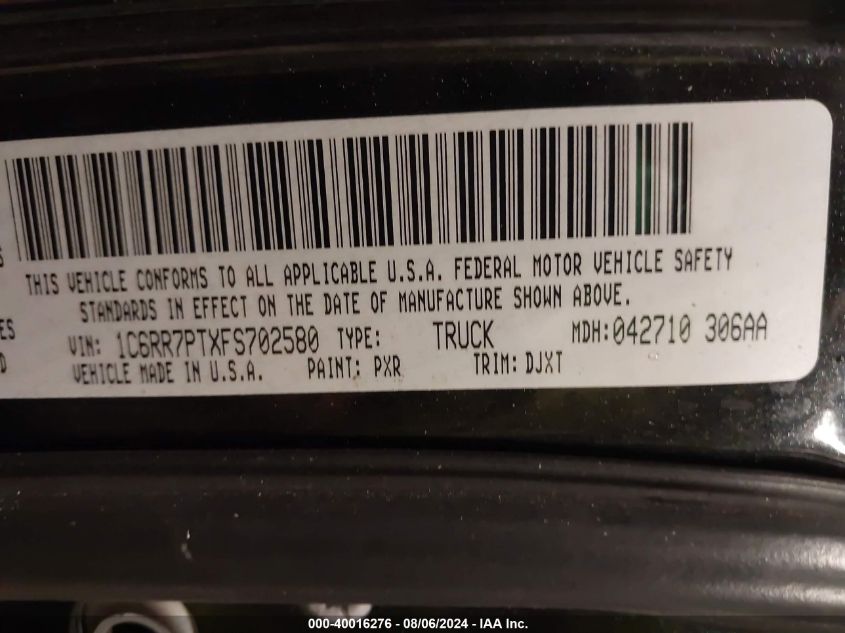 S
THIS VEHICLE CONFORMS TO ALL APPLICABLE U.S.A. FEDERAL MOTOR VEHICLE SAFETY
STANDARDS IN EFFECT ON THE DATE OF MANUFACTURE SHOWN ABOVE.
ES
VIN: 1C6RR7PTXFS702580 TYPE: TRUCK MDH:042710 306AA
D
VEHICLE MADE IN U.S.A. PAINT: PXR TRIM: DJXT
000-40016276 - 08/06/2024 - IAA Inc.